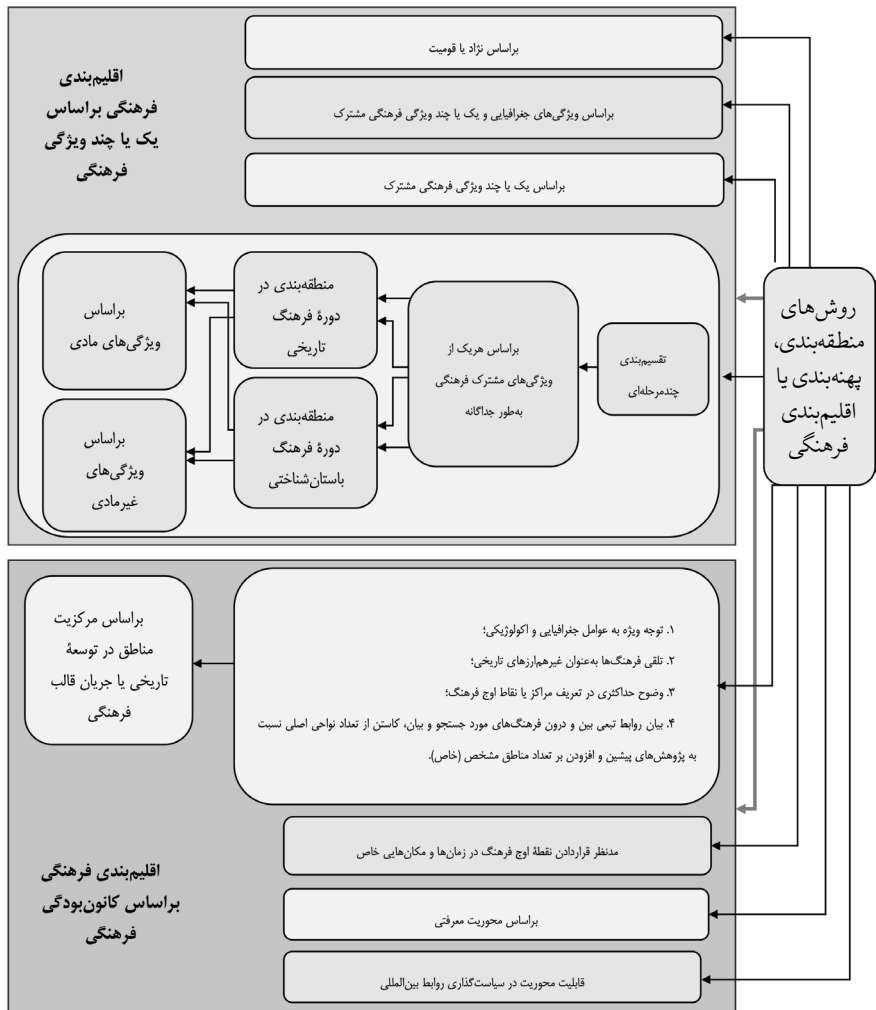 روش‌های
منطقه‌بندی،
پهنه‌بندی یا
اقلیم‌بندی
فرهنگی
اقلیم‌بندی
فرهنگی براساس
یک یا چند ویژگی
فرهنگی
براساس نژاد یا قومیت
براساس ویژگی‌های جغرافیایی و یک یا چند ویژگی فرهنگی مشترک
براساس یک یا چند ویژگی فرهنگی مشترک
تقسیم‌بندی
چندمرحله‌ای
براساس هریک از
ویژگی‌های مشترک فرهنگی
به‌طور جداگانه
منطقه‌بندی در
دورۀ فرهنگ
تاریخی
منطقه‌بندی در
دورۀ فرهنگ
باستان‌شناختی
براساس
ویژگی‌های مادی
براساس
ویژگی‌های
غیرمادی
۱. توجه ویژه به عوامل جغرافیایی و اکولوژیکی؛
۲. تلقی فرهنگ‌ها به‌عنوان غیرهم‌ارزهای تاریخی؛
۳. وضوح حداکثری در تعریف مراکز یا نقاط اوج فرهنگ؛
۴. بیان روابط تبعی بین و درون فرهنگ‌های مورد جستجو و بیان، کاستن از تعداد نواحی اصلی نسبت
به پژوهش‌های پیشین و افزودن بر تعداد مناطق مشخص (خاص).
براساس مرکزیت
مناطق در توسعۀ
تاریخی یا جریان قالب
فرهنگی
اقلیم‌بندی فرهنگی
براساس کانون‌بودگی
فرهنگی
مدنظر قراردادن نقطۀ اوج فرهنگ در زمان‌ها و مکان‌هایی خاص
براساس محوریت معرفتی
قابلیت محوریت در سیاست‌گذاری روابط بین‌المللی